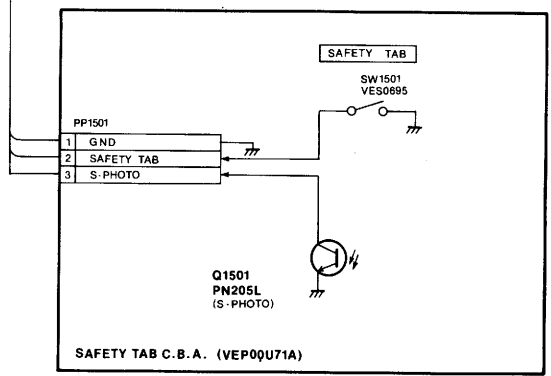 SAFETY TAB
SW1501
VES0695
PP1501
1 GND
2 SAFETY TAB
3 S-PHOTO
Q1501
PN205L
(S-PHOTO)
SAFETY TAB C.B.A. (VEP00U71A)